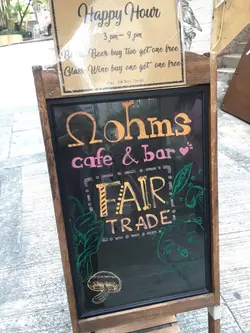 Happy Hour
3 pm — 9 pm
Beer buy two get one free
Glass Wine buy one get one free
Ωohms
cafe & bar
FAIR
TRADE